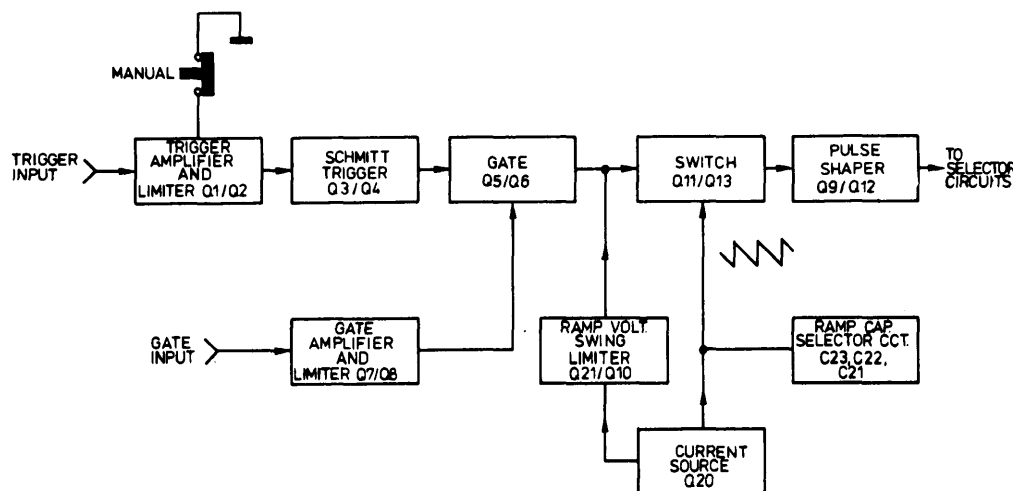 MANUAL
TRIGGER
INPUT
TRIGGER
AMPLIFIER
AND
LIMITER Q1/Q2
SCHMITT
TRIGGER
Q3/Q4
GATE
Q5/Q6
SWITCH
Q11/Q13
PULSE
SHAPER
Q9/Q12
TO
SELECTOR
CIRCUITS
GATE
INPUT
GATE
AMPLIFIER
AND
LIMITER Q7/Q8
RAMP VOLT.
SWING
LIMITER
Q21/Q10
RAMP CAP.
SELECTOR CCT.
C23,C22,
C21
CURRENT
SOURCE
Q20